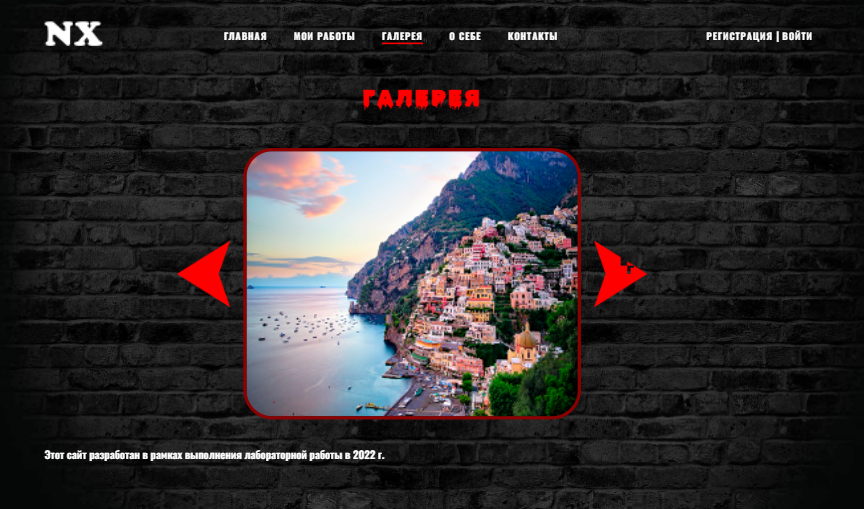 NX
ГЛАВНАЯ МОИ РАБОТЫ ГАЛЕРЕЯ О СЕБЕ КОНТАКТЫ РЕГИСТРАЦИЯ | ВОЙТИ
ГАЛЕРЕЯ
Этот сайт разработан в рамках выполнения лабораторной работы в 2022 г.